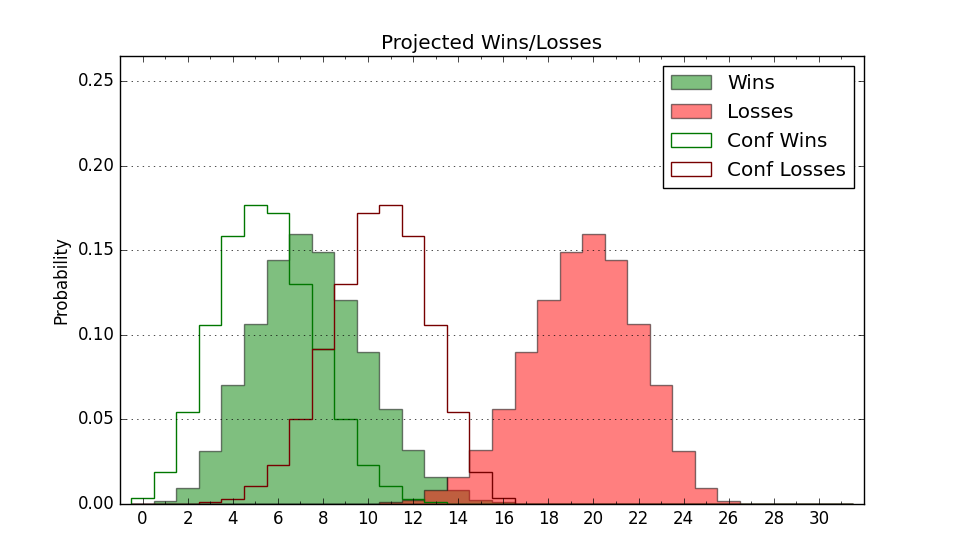 Projected Wins/Losses
Wins
Losses
Conf Wins
Conf Losses
Probability
0.25
0.20
0.15
0.10
0.05
0.00
0 2 4 6 8 10 12 14 16 18 20 22 24 26 28 30